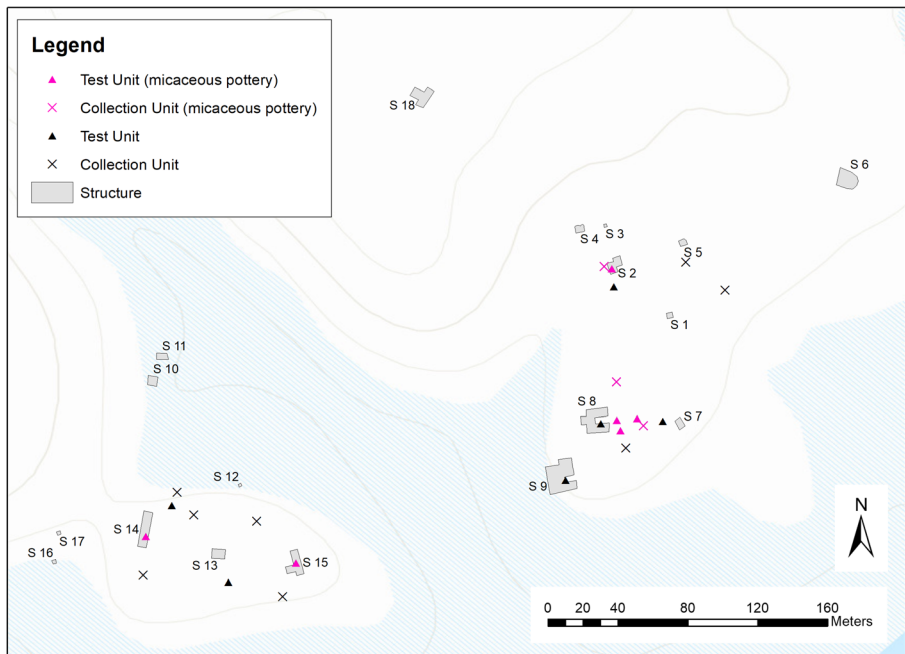 Legend
Test Unit (micaceous pottery)
Collection Unit (micaceous pottery)
Test Unit
Collection Unit
Structure
S 18
S 6
S 3
S 4
S 5
S 2
S 1
S 11
S 10
S 8
S 7
S 9
S 12
S 14
S 17
S 16
S 13
S 15
N
0 20 40 80 120 160
Meters